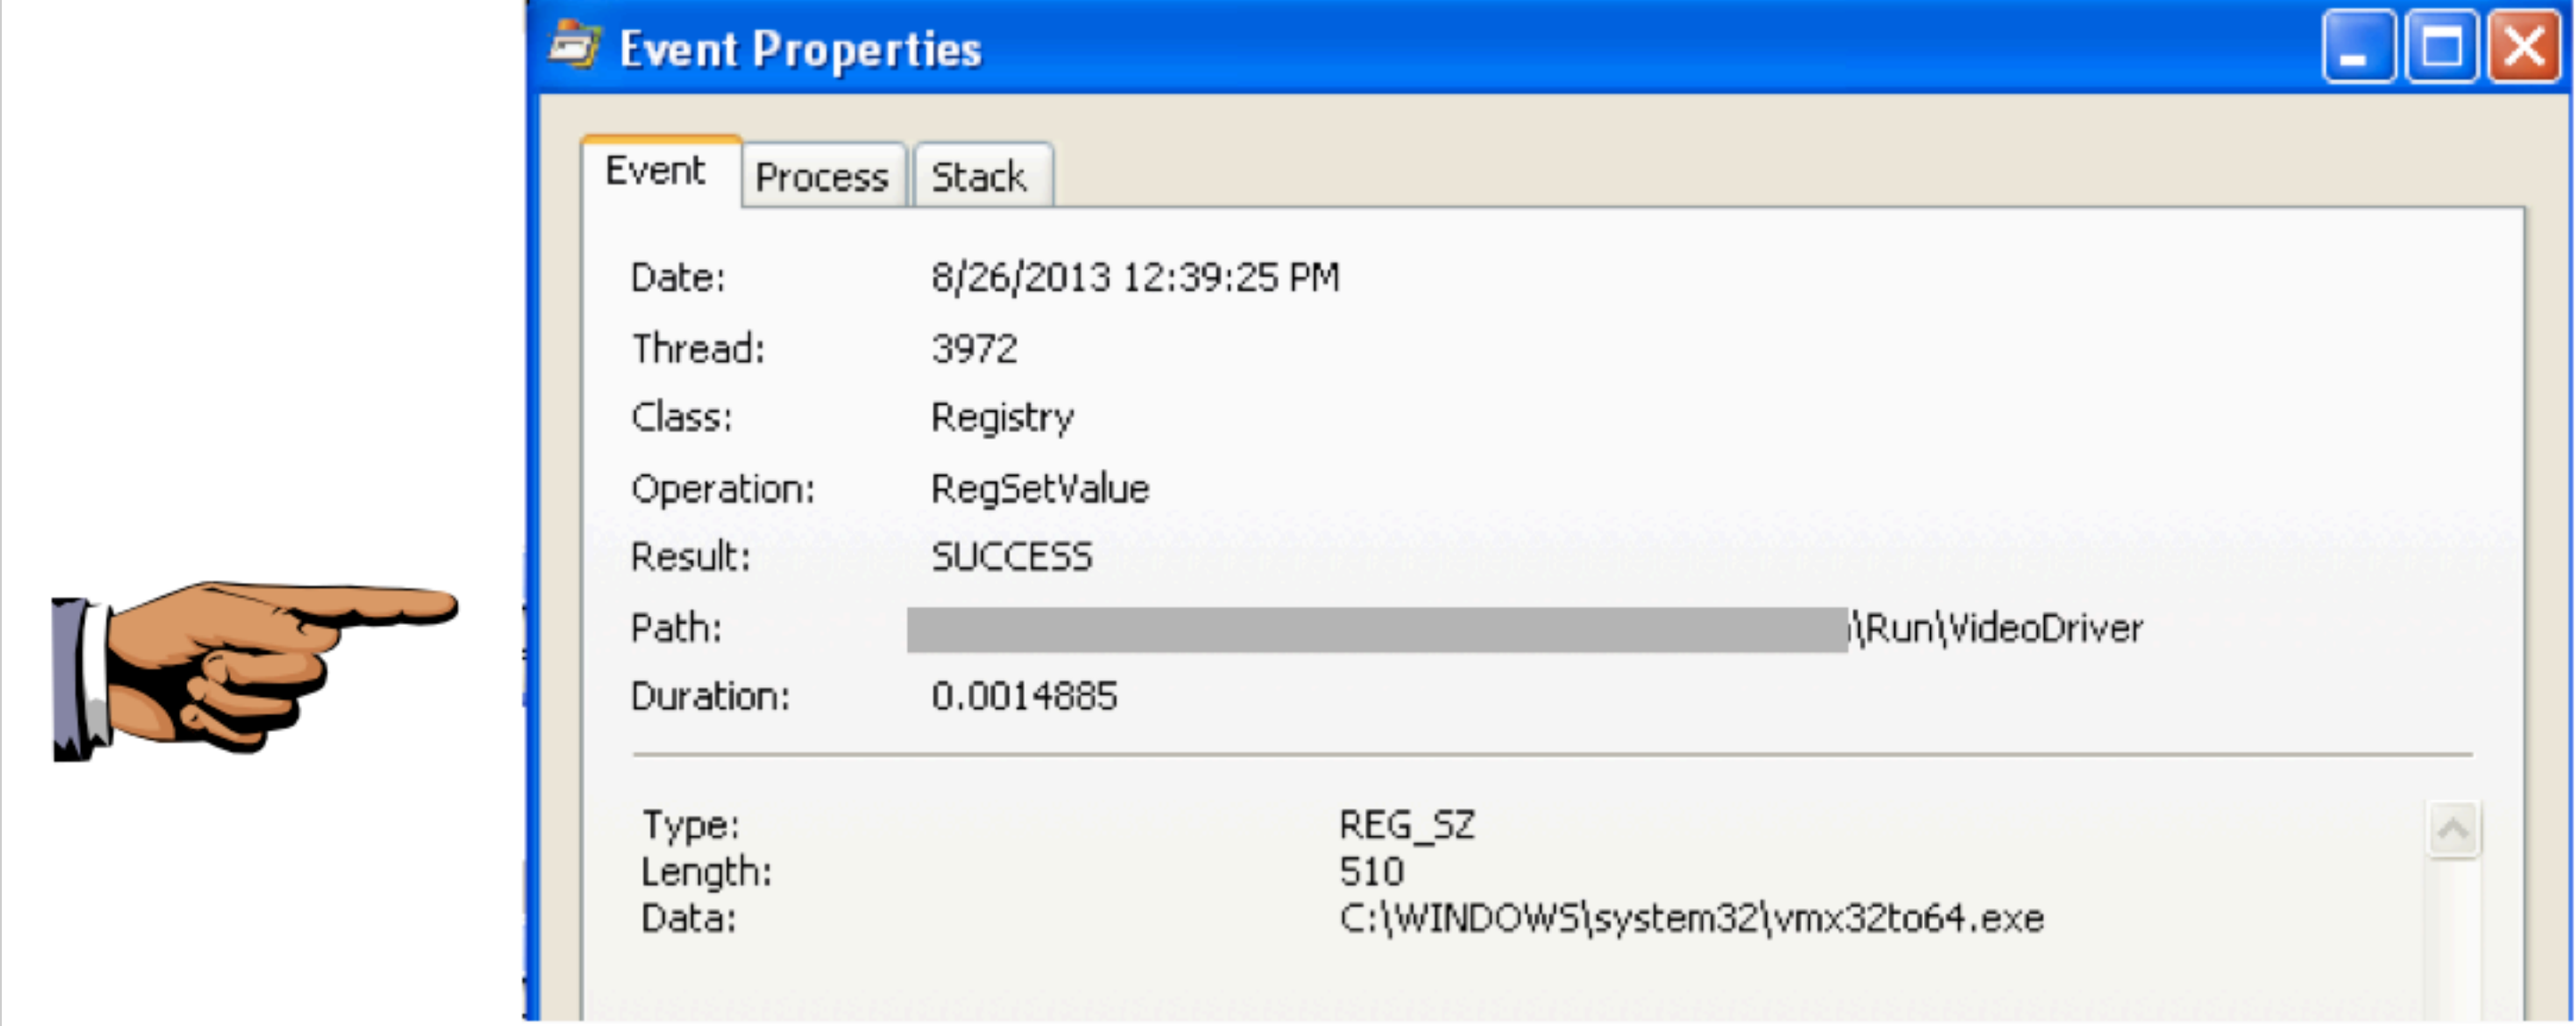 Event Properties
Event Process Stack
Date: 8/26/2013 12:39:25 PM
Thread: 3972
Class: Registry
Operation: RegSetValue
Result: SUCCESS
Path: \Run\VideoDriver
Duration: 0.0014885
Type: REG_SZ
Length: 510
Data: C:\WINDOWS\system32\vmx32to64.exe